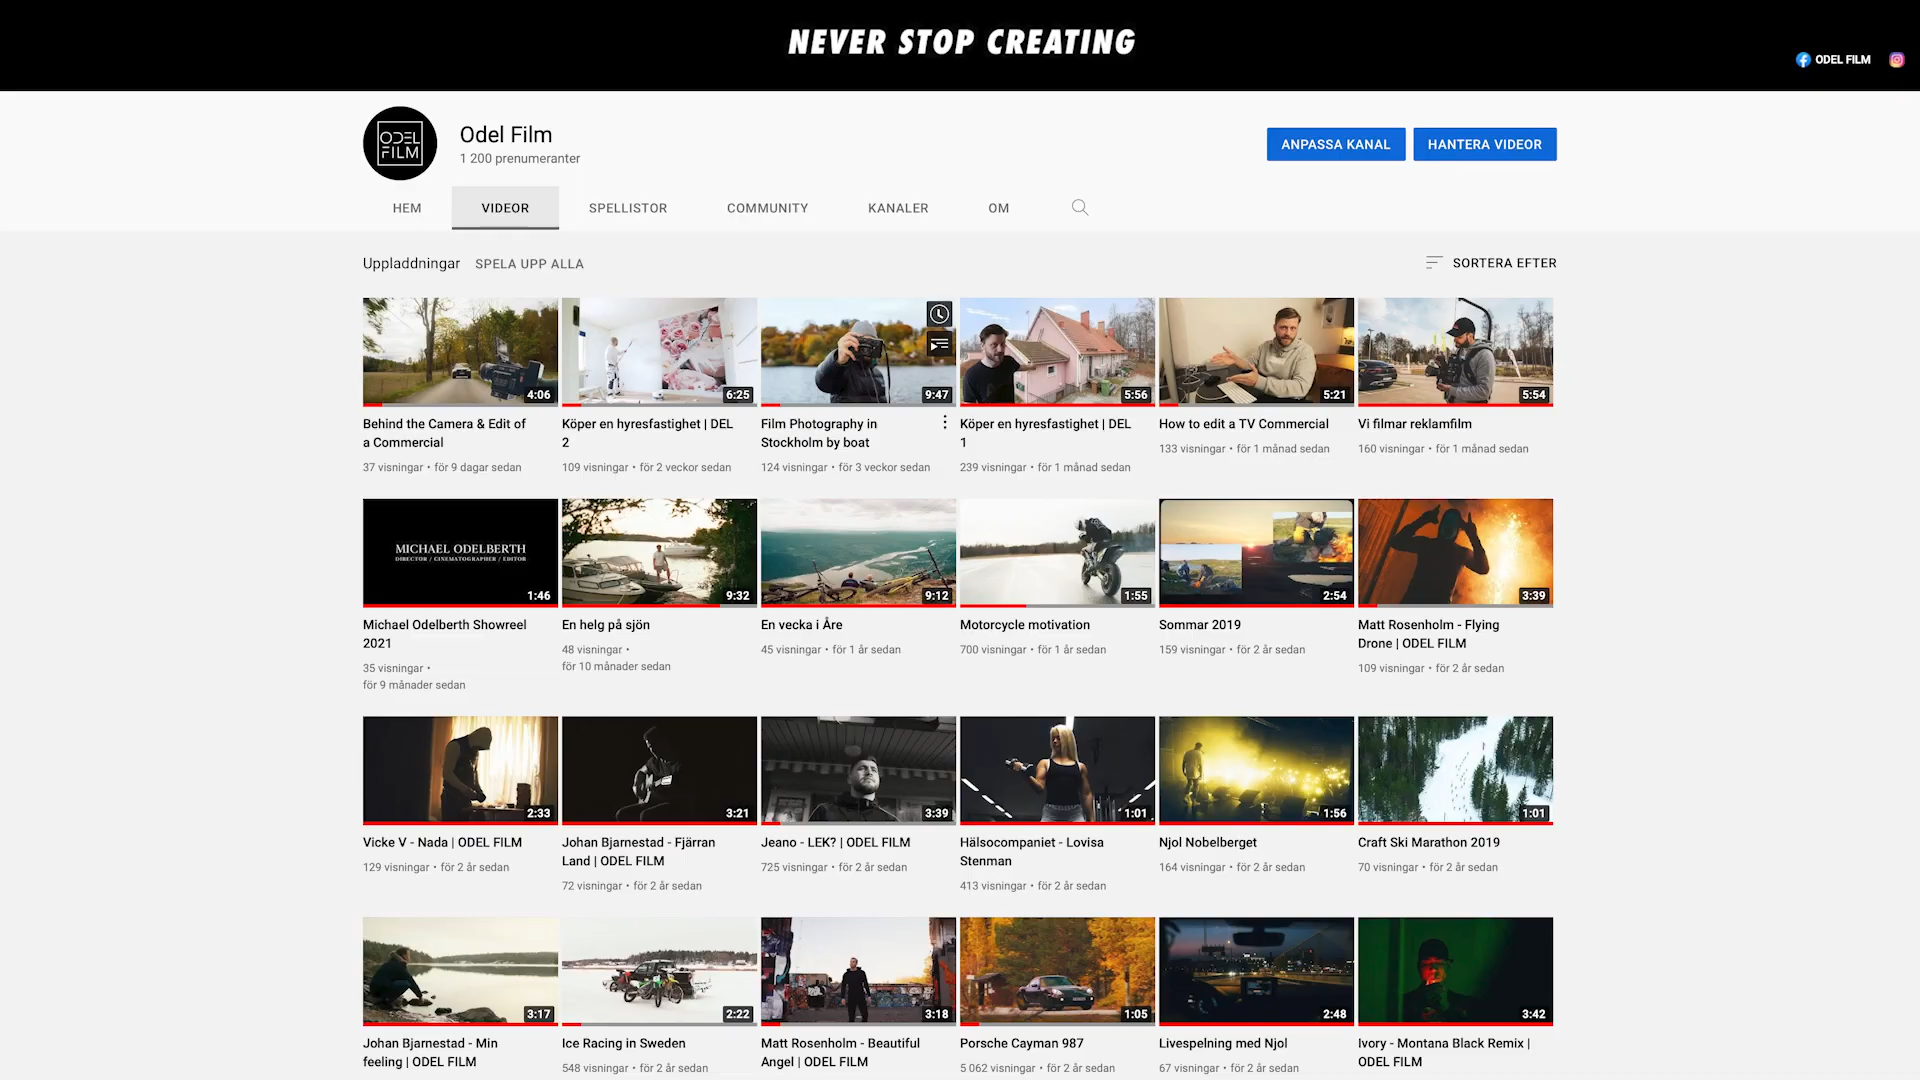 NEVER STOP CREATING
ODEL FILM
ODEL
FILM
Odel Film
1 200 prenumeranter
ANPASSA KANAL
HANTERA VIDEOR
HEM
VIDEOR
SPELLISTOR
COMMUNITY
KANALER
OM
Uppladdningar
SPELA UPP ALLA
SORTERA EFTER
4:06
6:25
9:47
5:56
5:21
5:54
Behind the Camera & Edit of
a Commercial
37 visningar • för 9 dagar sedan
Köper en hyresfastighet | DEL
2
109 visningar • för 2 veckor sedan
Film Photography in
Stockholm by boat
124 visningar • för 3 veckor sedan
Köper en hyresfastighet | DEL
1
239 visningar • för 1 månad sedan
How to edit a TV Commercial
133 visningar • för 1 månad sedan
Vi filmar reklamfilm
160 visningar • för 1 månad sedan
MICHAEL ODELBERTH
DIRECTOR / CINEMATOGRAPHER / EDITOR
1:46
9:32
9:12
1:55
2:54
3:39
Michael Odelberth Showreel
2021
35 visningar •
för 9 månader sedan
En helg på sjön
48 visningar •
för 10 månader sedan
En vecka i Åre
45 visningar • för 1 år sedan
Motorcycle motivation
700 visningar • för 1 år sedan
Sommar 2019
159 visningar • för 2 år sedan
Matt Rosenholm - Flying
Drone | ODEL FILM
109 visningar • för 2 år sedan
2:33
3:21
3:39
1:01
1:56
1:01
Vicke V - Nada | ODEL FILM
129 visningar • för 2 år sedan
Johan Bjarnestad - Fjärran
Land | ODEL FILM
72 visningar • för 2 år sedan
Jeano - LEK? | ODEL FILM
725 visningar • för 2 år sedan
Hälsocompaniet - Lovisa
Stenman
413 visningar • för 2 år sedan
Njol Nobelberget
164 visningar • för 2 år sedan
Craft Ski Marathon 2019
70 visningar • för 2 år sedan
3:17
2:22
3:18
1:05
2:48
3:42
Johan Bjarnestad - Min
feeling | ODEL FILM
Ice Racing in Sweden
548 visningar • för 2 år sedan
Matt Rosenholm - Beautiful
Angel | ODEL FILM
Porsche Cayman 987
5 062 visningar • för 2 år sedan
Livespelning med Njol
67 visningar • för 2 år sedan
Ivory - Montana Black Remix |
ODEL FILM